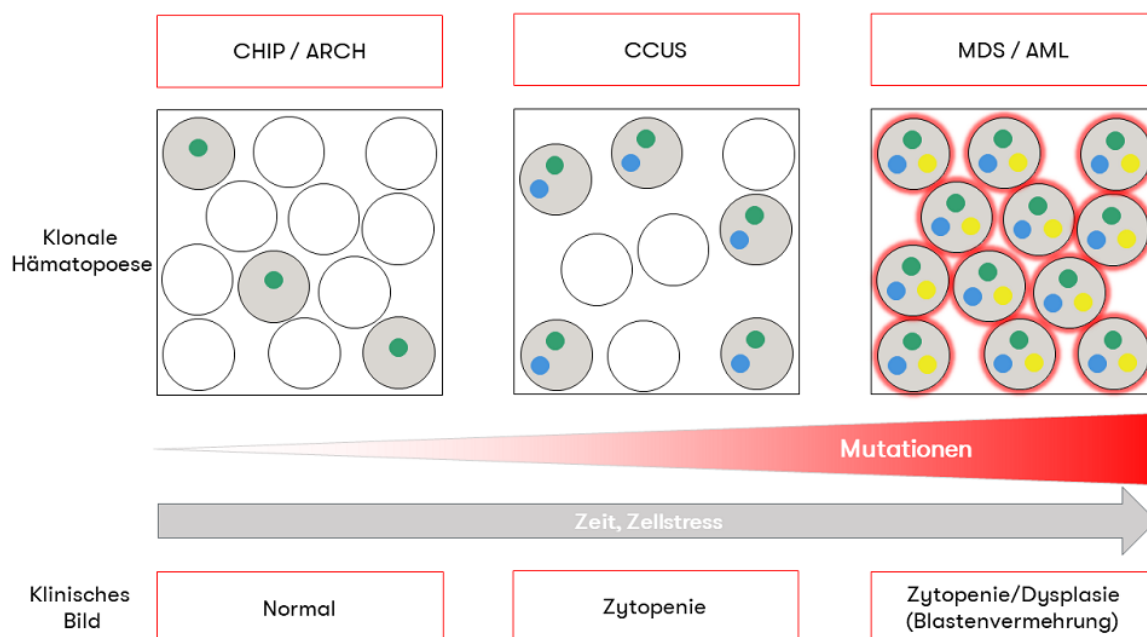 CHIP / ARCH
CCUS
MDS / AML
Klonale
Hämatopoese
Mutationen
Zeit, Zellstress
Klinisches
Bild
Normal
Zytopenie
Zytopenie/Dysplasie
(Blastenvermehrung)